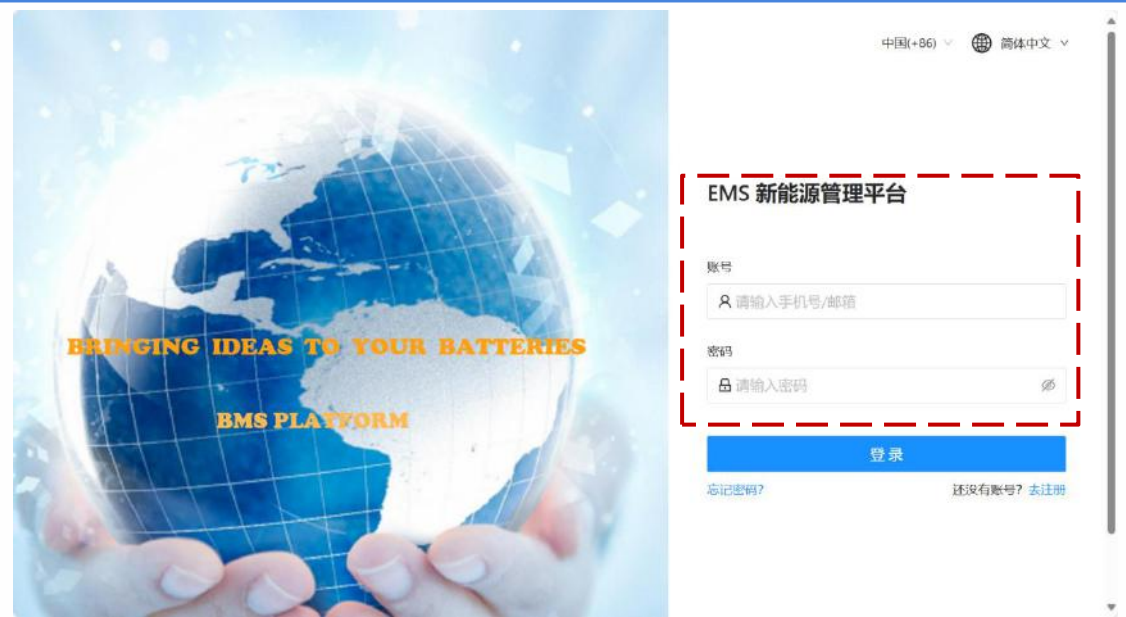 中国(+86) 简体中文
EMS 新能源管理平台
账号
请输入手机号/邮箱
密码
请输入密码
登录
忘记密码? 还没有账号? 去注册
BRINGING IDEAS TO YOUR BATTERIES
BMS PLATFORM